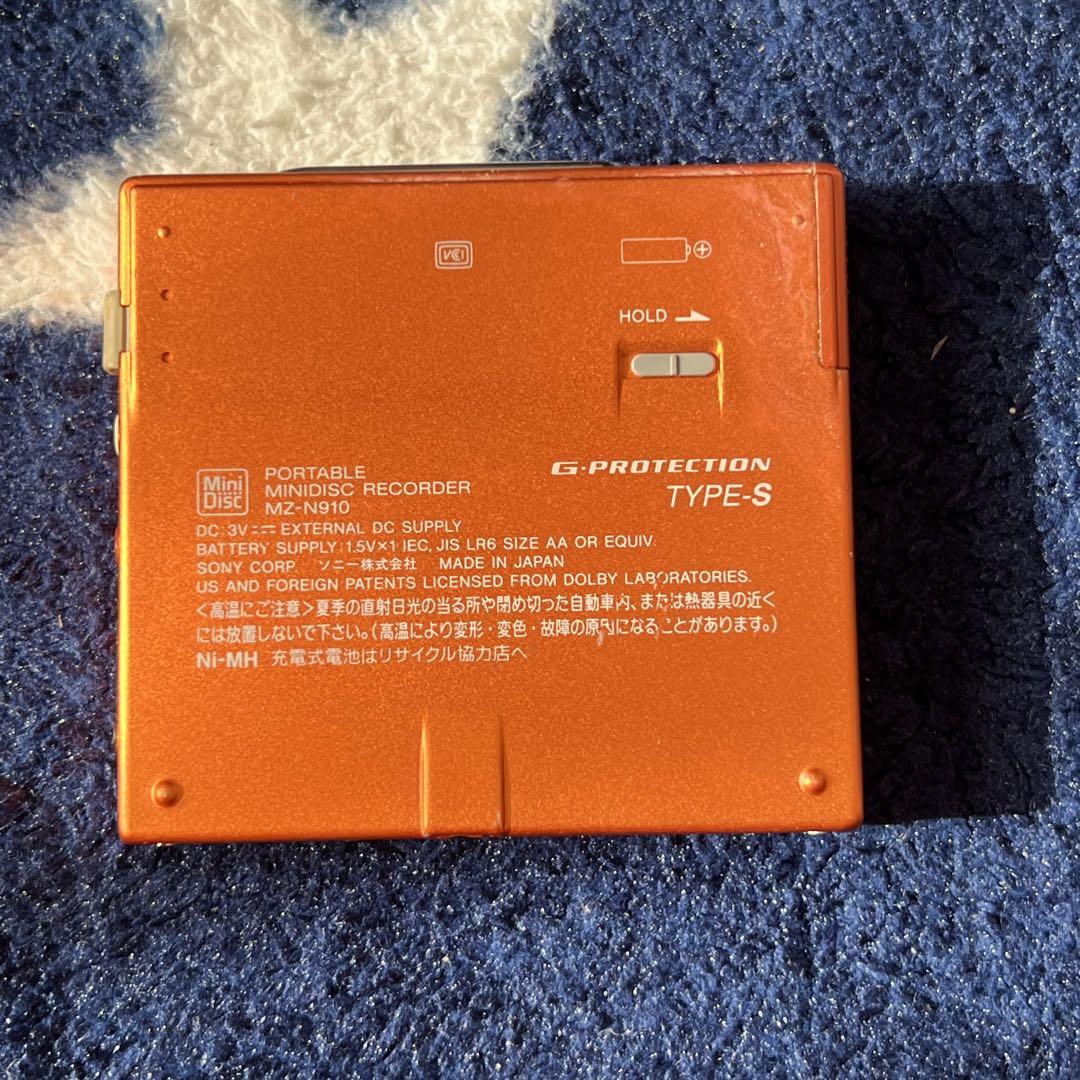 VCCI
HOLD
G-PROTECTION
TYPE-S
Mini
Disc
PORTABLE
MINIDISC RECORDER
MZ-N910
DC 3V ⎓ EXTERNAL DC SUPPLY
BATTERY SUPPLY:1.5V×1 IEC, JIS LR6 SIZE AA OR EQUIV.
SONY CORP. ソニー株式会社 MADE IN JAPAN
US AND FOREIGN PATENTS LICENSED FROM DOLBY LABORATORIES.
<高温にご注意>夏季の直射日光の当る所や閉め切った自動車内、または熱器具の近く
には放置しないで下さい。(高温により変形・変色・故障の原因になることがあります。)
Ni-MH 充電式電池はリサイクル協力店へ